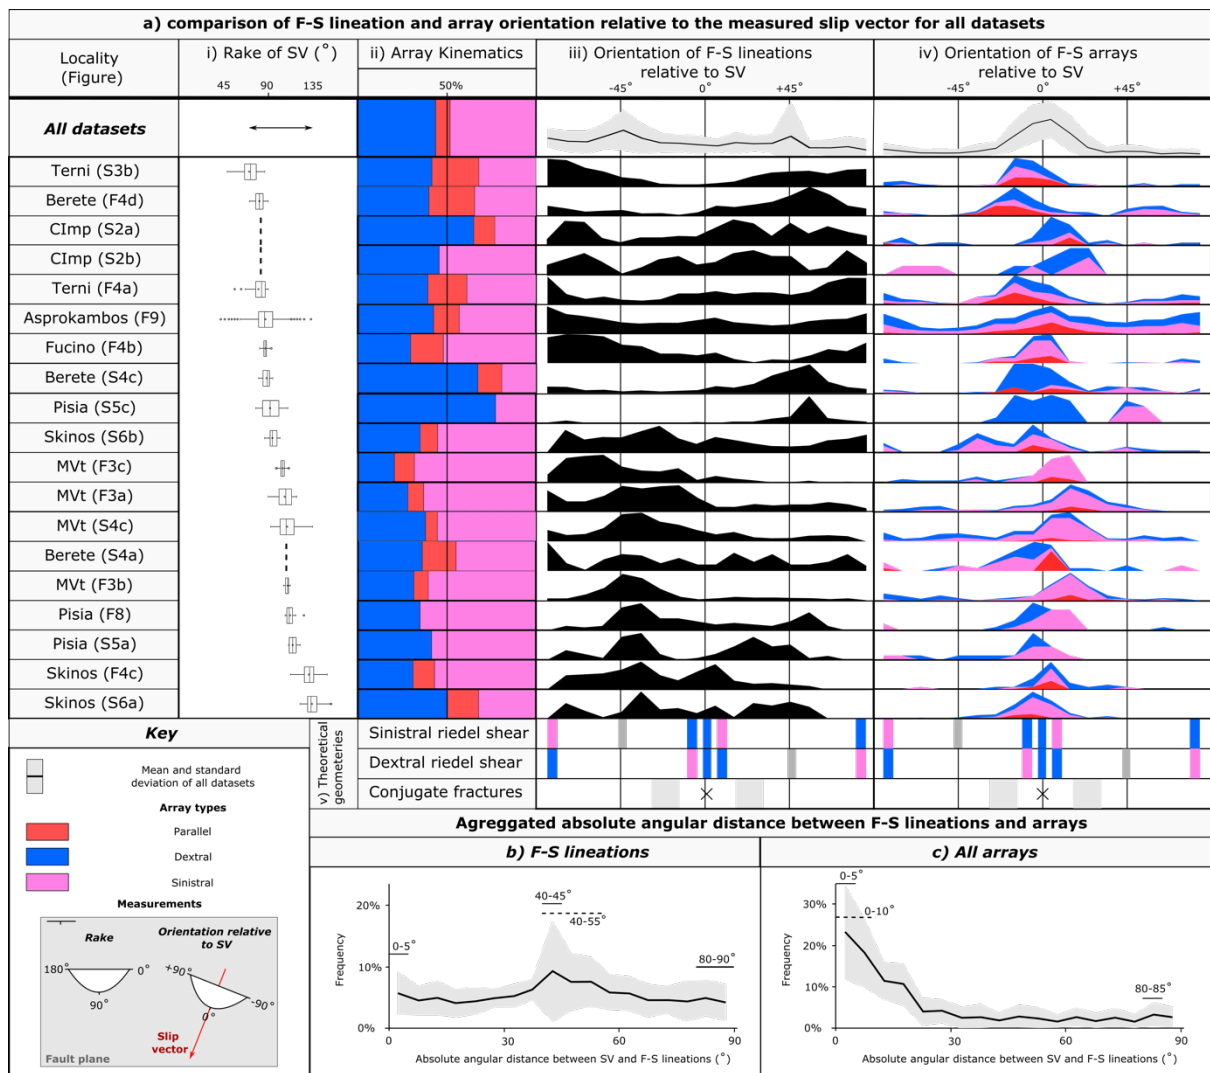 a) comparison of F-S lineation and array orientation relative to the measured slip vector for all datasets
Locality
(Figure)
i) Rake of SV (°)
45 90 135
ii) Array Kinematics
50%
iii) Orientation of F-S lineations
relative to SV
-45° 0° +45°
iv) Orientation of F-S arrays
relative to SV
-45° 0° +45°
All datasets
Terni (S3b)
Berete (F4d)
CImp (S2a)
CImp (S2b)
Terni (F4a)
Asprokambos (F9)
Fucino (F4b)
Berete (S4c)
Pisia (S5c)
Skinos (S6b)
MVt (F3c)
MVt (F3a)
MVt (S4c)
Berete (S4a)
MVt (F3b)
Pisia (F8)
Pisia (S5a)
Skinos (F4c)
Skinos (S6a)
v) Theoretical
geometeries
Sinistral riedel shear
Dextral riedel shear
Conjugate fractures
Key
Mean and standard
deviation of all datasets
Array types
Parallel
Dextral
Sinistral
Measurements
Rake
180° 0°
90°
Orientation relative
to SV
+90° -90°
0°
Slip
vector
Fault plane
Agreggated absolute angular distance between F-S lineations and arrays
b) F-S lineations
Frequency
20%
10%
0%
0-5°
40-45°
40-55°
80-90°
0 30 60 90
Absolute angular distance between SV and F-S lineations (°)
c) All arrays
Frequency
30%
20%
10%
0%
0-5°
0-10°
80-85°
0 30 60 90
Absolute angular distance between SV and F-S lineations (°)